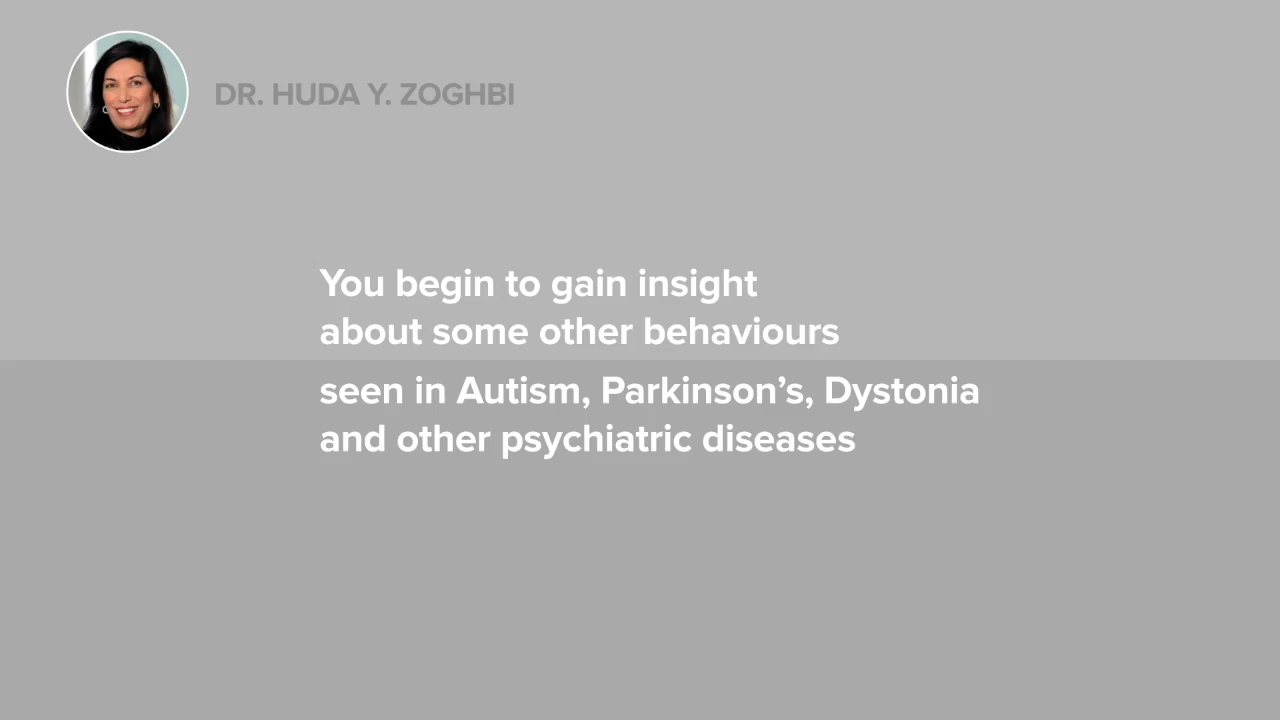 DR. HUDA Y. ZOGHBI
You begin to gain insight
about some other behaviours
seen in Autism, Parkinson’s, Dystonia
and other psychiatric diseases